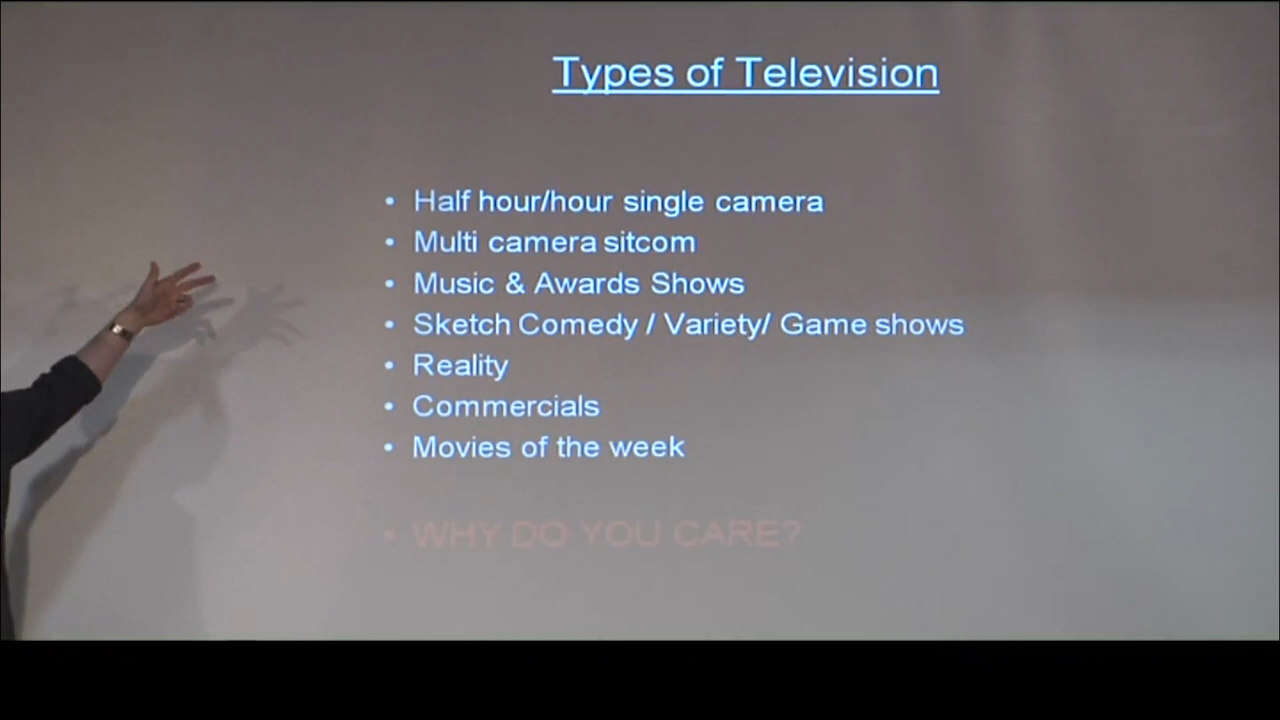 Types of Television
• Half hour/hour single camera
• Multi camera sitcom
• Music & Awards Shows
• Sketch Comedy / Variety/ Game shows
• Reality
• Commercials
• Movies of the week
• WHY DO YOU CARE?